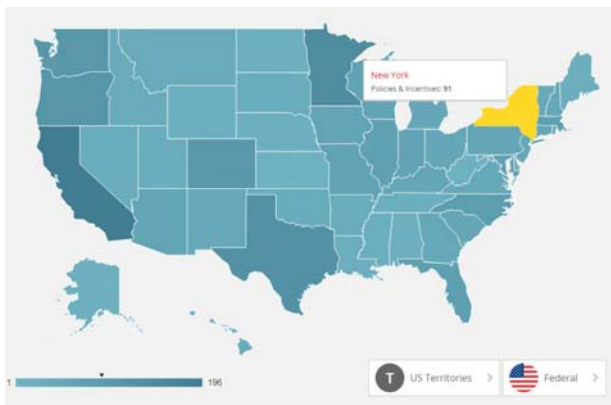 New York
Policies & Incentives: 91
1
196
T
US Territories
Federal